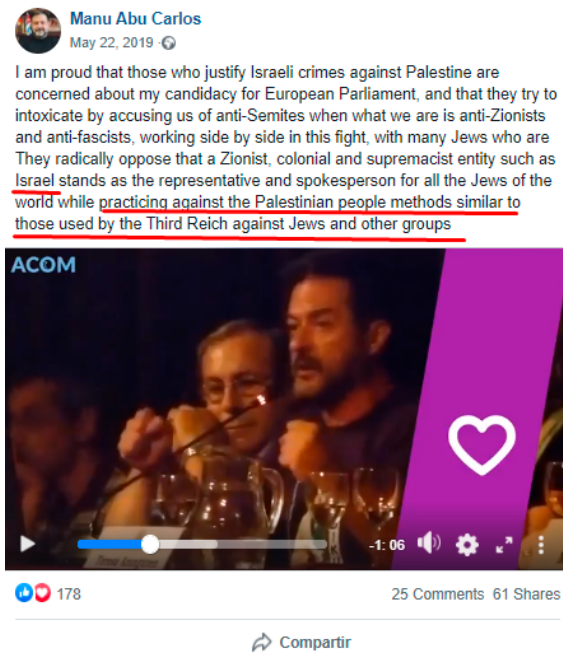 Manu Abu Carlos
May 22, 2019 ·
I am proud that those who justify Israeli crimes against Palestine are
concerned about my candidacy for European Parliament, and that they try to
intoxicate by accusing us of anti-Semites when what we are is anti-Zionists
and anti-fascists, working side by side in this fight, with many Jews who are
They radically oppose that a Zionist, colonial and supremacist entity such as
Israel stands as the representative and spokesperson for all the Jews of the
world while practicing against the Palestinian people methods similar to
those used by the Third Reich against Jews and other groups
ACOM
-1:06
178
25 Comments 61 Shares
Compartir